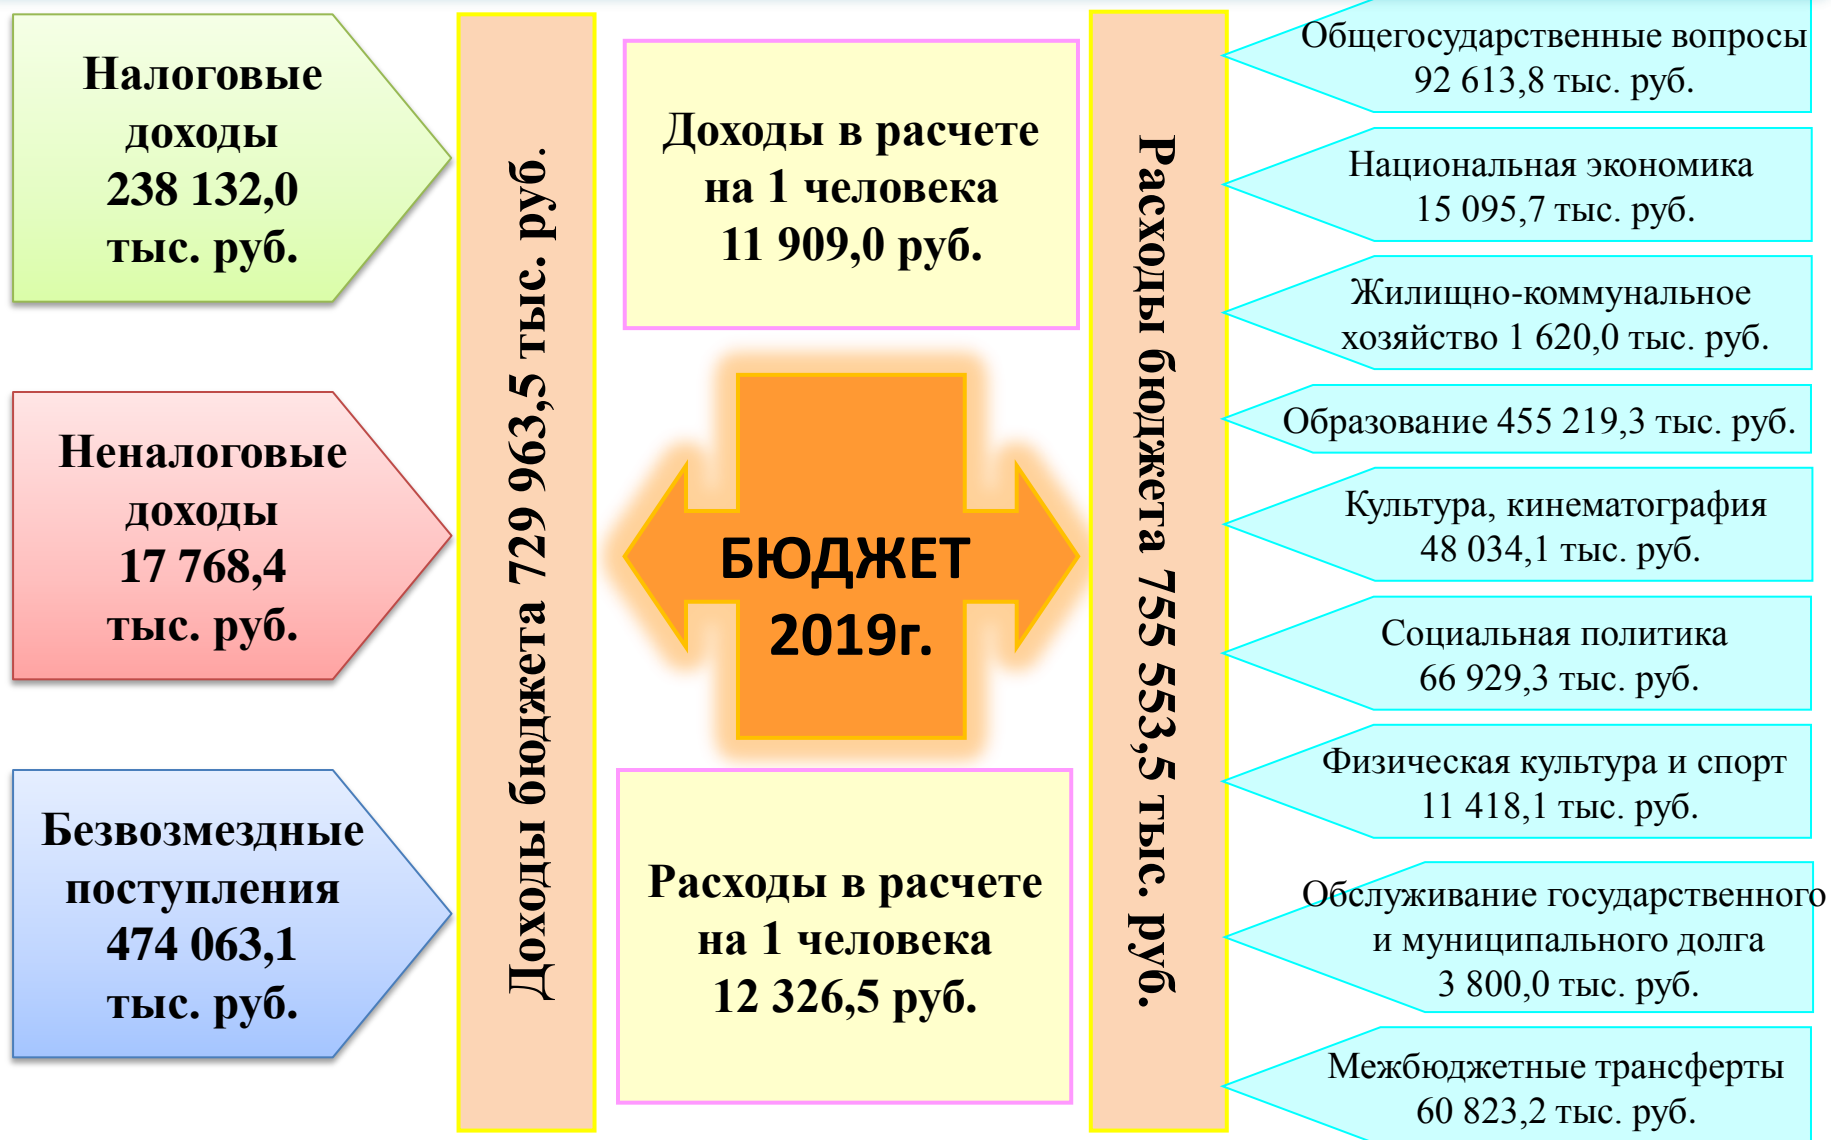 Налоговые
доходы
238 132,0
тыс. руб.
Неналоговые
доходы
17 768,4
тыс. руб.
Безвозмездные
поступления
474 063,1
тыс. руб.
Доходы бюджета 729 963,5 тыс. руб.
Доходы в расчете
на 1 человека
11 909,0 руб.
БЮДЖЕТ
2019г.
Расходы в расчете
на 1 человека
12 326,5 руб.
Расходы бюджета 755 553,5 тыс. руб.
Общегосударственные вопросы
92 613,8 тыс. руб.
Национальная экономика
15 095,7 тыс. руб.
Жилищно-коммунальное
хозяйство 1 620,0 тыс. руб.
Образование 455 219,3 тыс. руб.
Культура, кинематография
48 034,1 тыс. руб.
Социальная политика
66 929,3 тыс. руб.
Физическая культура и спорт
11 418,1 тыс. руб.
Обслуживание государственного
и муниципального долга
3 800,0 тыс. руб.
Межбюджетные трансферты
60 823,2 тыс. руб.